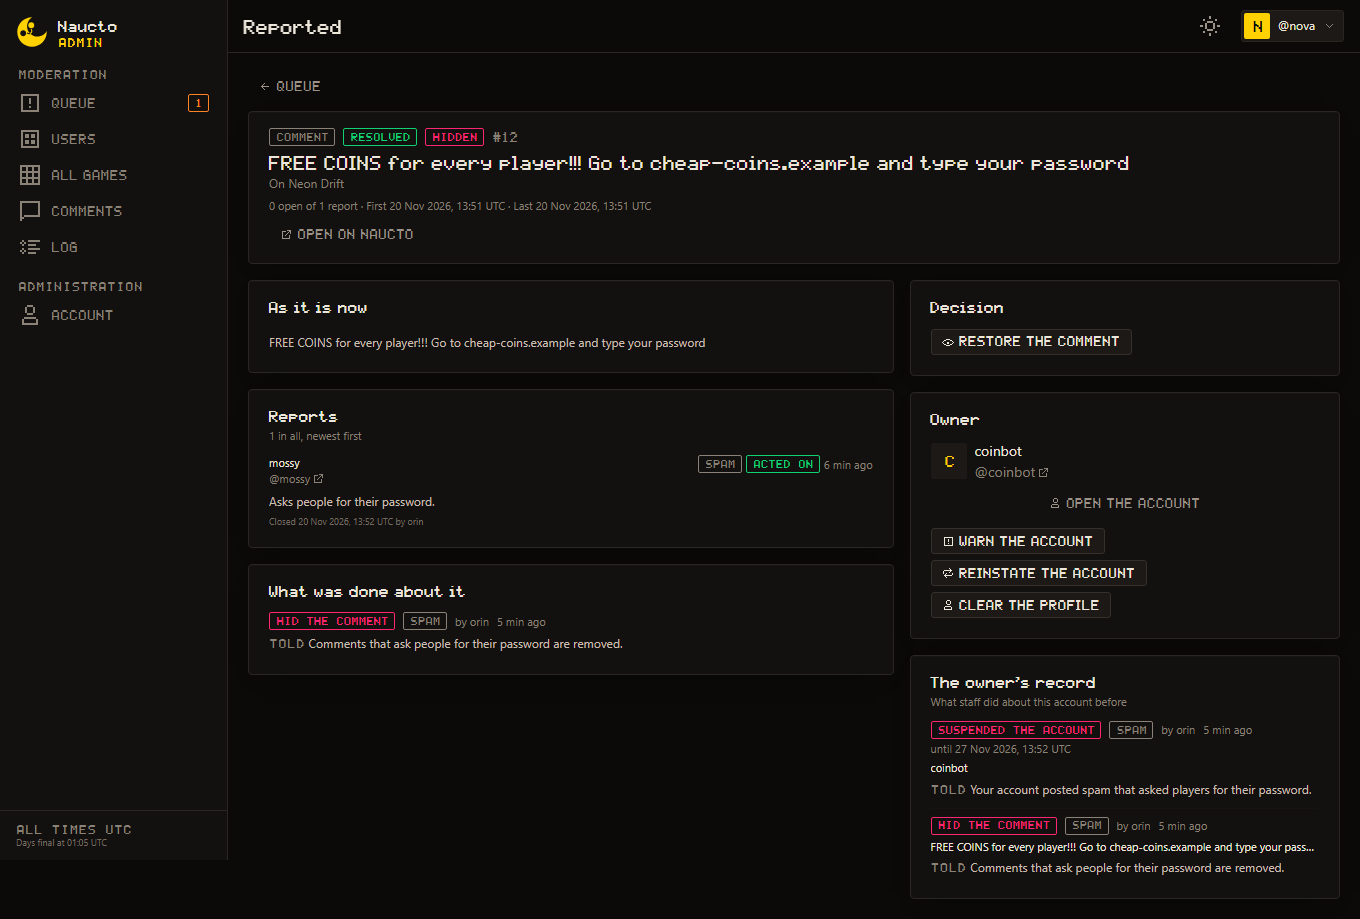 Naucto
ADMIN
MODERATION
QUEUE
1
USERS
ALL GAMES
COMMENTS
LOG
ADMINISTRATION
ACCOUNT
ALL TIMES UTC
Days final at 01:05 UTC
Reported
N
@nova
← QUEUE
COMMENT RESOLVED HIDDEN #12
FREE COINS for every player!!! Go to cheap-coins.example and type your password
On Neon Drift
0 open of 1 report · First 20 Nov 2026, 13:51 UTC · Last 20 Nov 2026, 13:51 UTC
OPEN ON NAUCTO
As it is now
FREE COINS for every player!!! Go to cheap-coins.example and type your password
Reports
1 in all, newest first
mossy
SPAM ACTED ON 6 min ago
@mossy
Asks people for their password.
Closed 20 Nov 2026, 13:52 UTC by orin
What was done about it
HID THE COMMENT SPAM by orin 5 min ago
TOLD Comments that ask people for their password are removed.
Decision
RESTORE THE COMMENT
Owner
C
coinbot
@coinbot
OPEN THE ACCOUNT
WARN THE ACCOUNT
REINSTATE THE ACCOUNT
CLEAR THE PROFILE
The owner's record
What staff did about this account before
SUSPENDED THE ACCOUNT SPAM by orin 5 min ago
until 27 Nov 2026, 13:52 UTC
coinbot
TOLD Your account posted spam that asked players for their password.
HID THE COMMENT SPAM by orin 5 min ago
FREE COINS for every player!!! Go to cheap-coins.example and type your pass...
TOLD Comments that ask people for their password are removed.